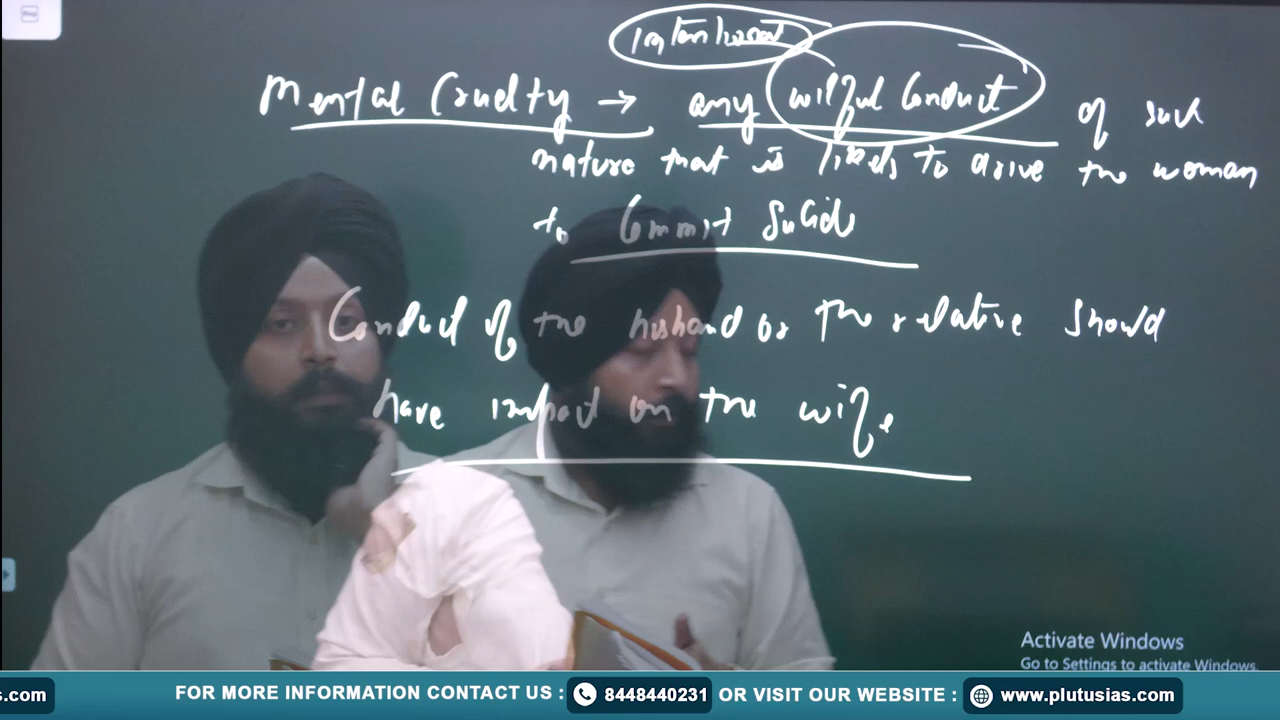 Intentional
Mental Cruelty → any wilful Conduct of such
nature that is likely to drive the woman
to Commit Suicide
Conduct of the husband or the relative should
have impact on the wife
Activate Windows
Go to Settings to activate Windows.
s.com FOR MORE INFORMATION CONTACT US : 8448440231 OR VISIT OUR WEBSITE : www.plutusias.com